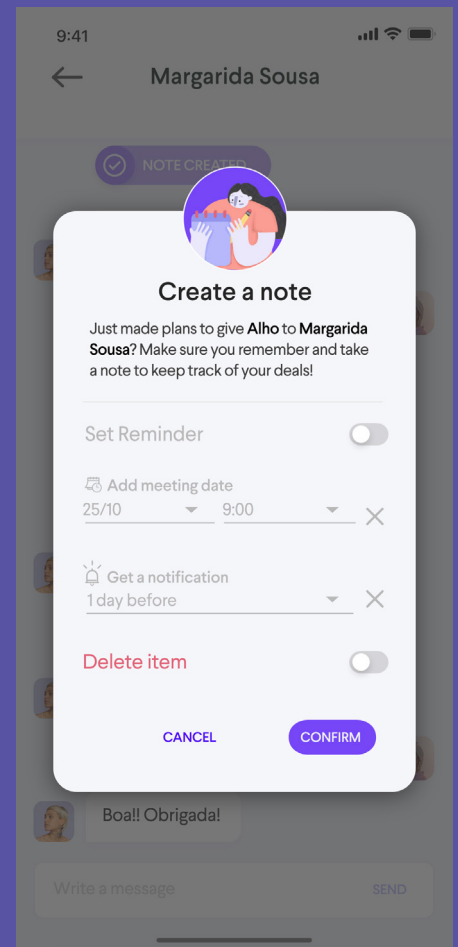 9:41
Margarida Sousa
NOTE CREATED
Create a note
Just made plans to give Alho to Margarida
Sousa? Make sure you remember and take
a note to keep track of your deals!
Set Reminder
Add meeting date
25/10 9:00
Get a notification
1 day before
Delete item
CANCEL CONFIRM
Boa!! Obrigada!
Write a message SEND